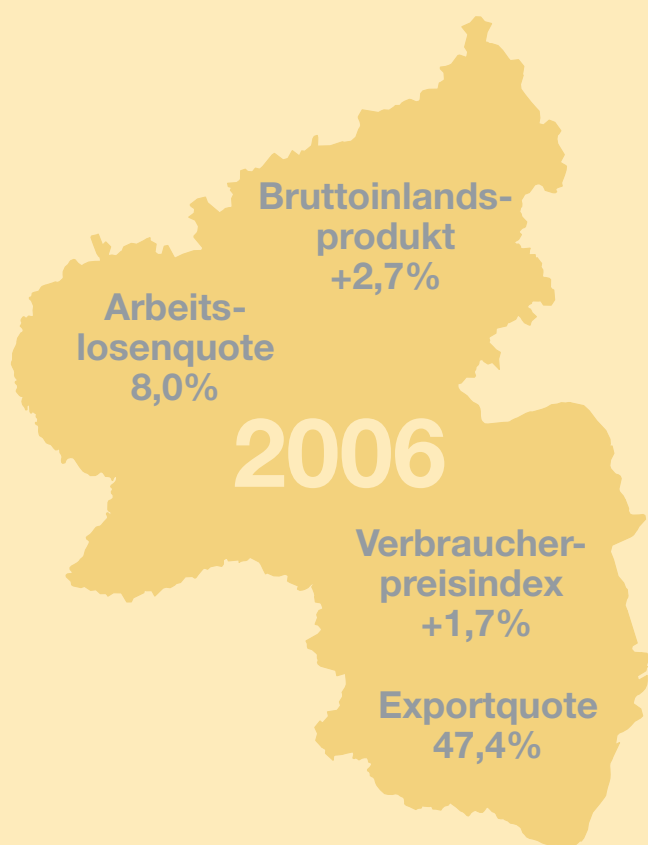 Bruttoinlands-
produkt
+2,7%
Arbeits-
losenquote
8,0%
2006
Verbraucher-
preisindex
+1,7%
Exportquote
47,4%